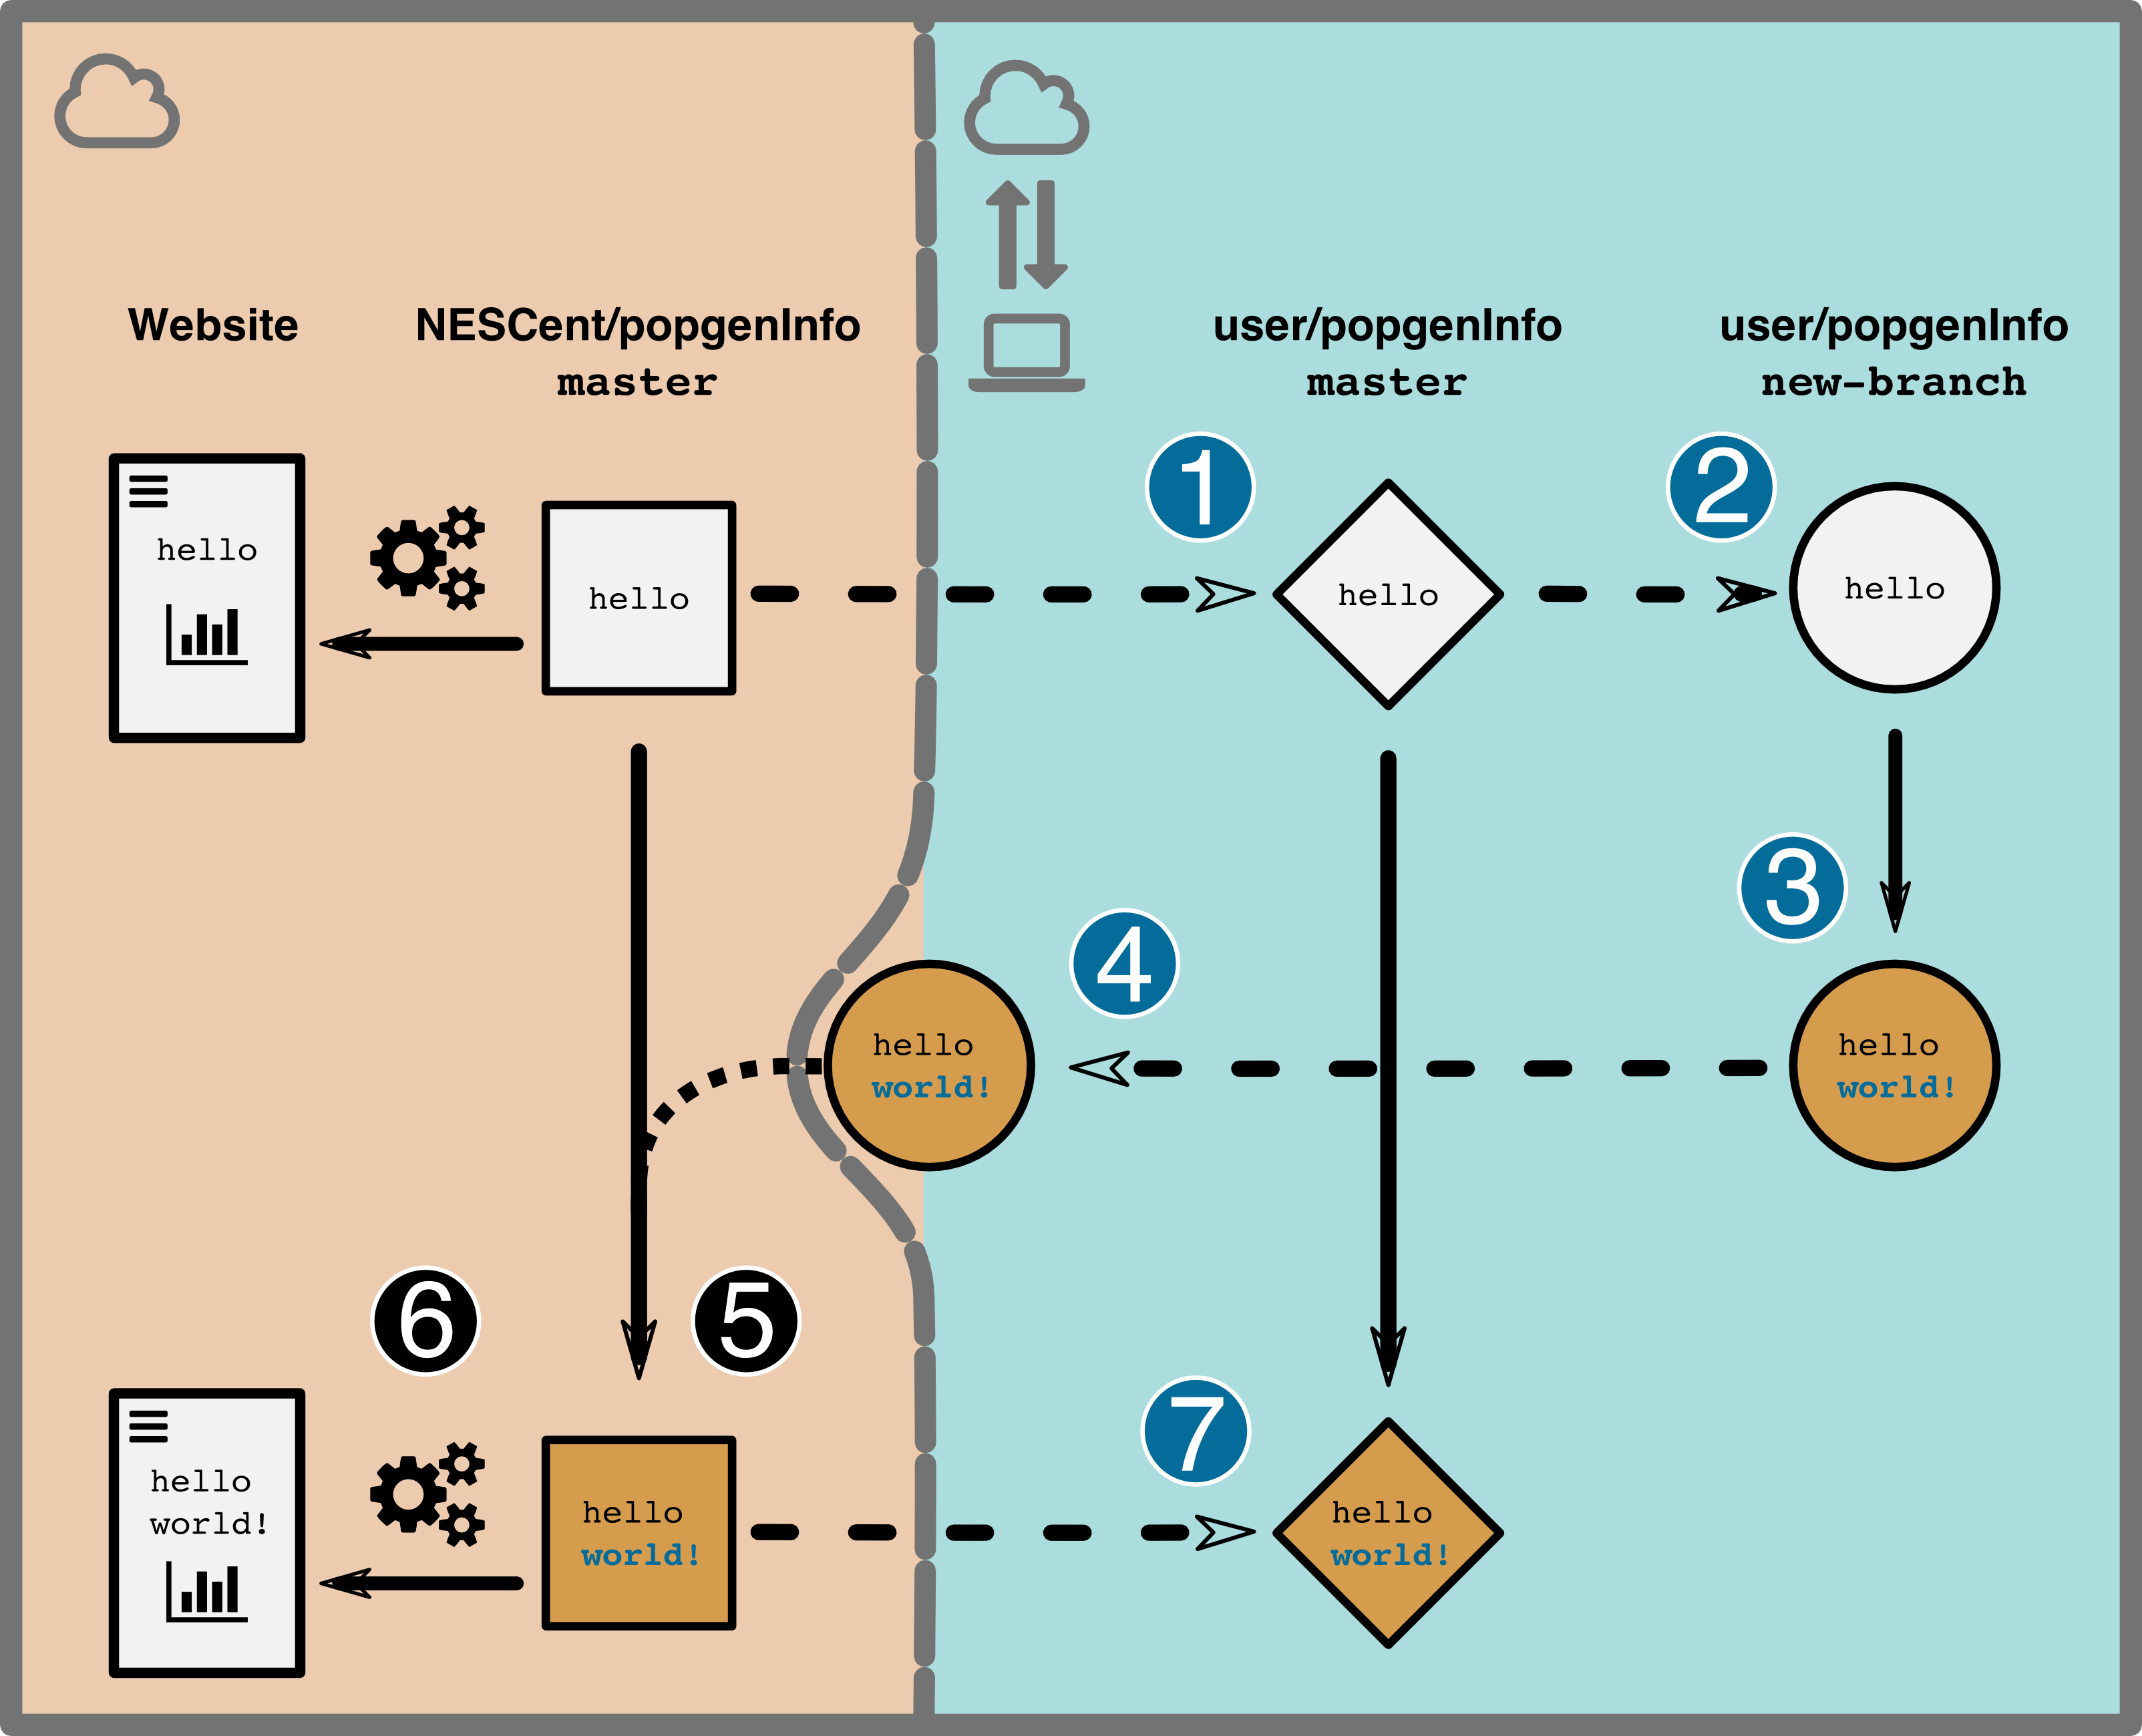 Website
NESCent/popgenInfo
master
user/popgenInfo
master
user/popgenInfo
new-branch
1
2
hello
hello
hello
hello
3
4
hello
world!
hello
world!
6
5
7
hello
world!
hello
world!
hello
world!